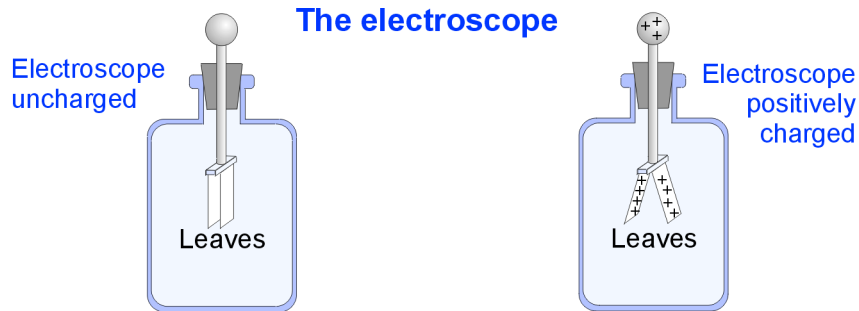 The electroscope
Electroscope
uncharged
Leaves
Electroscope
positively
charged
Leaves